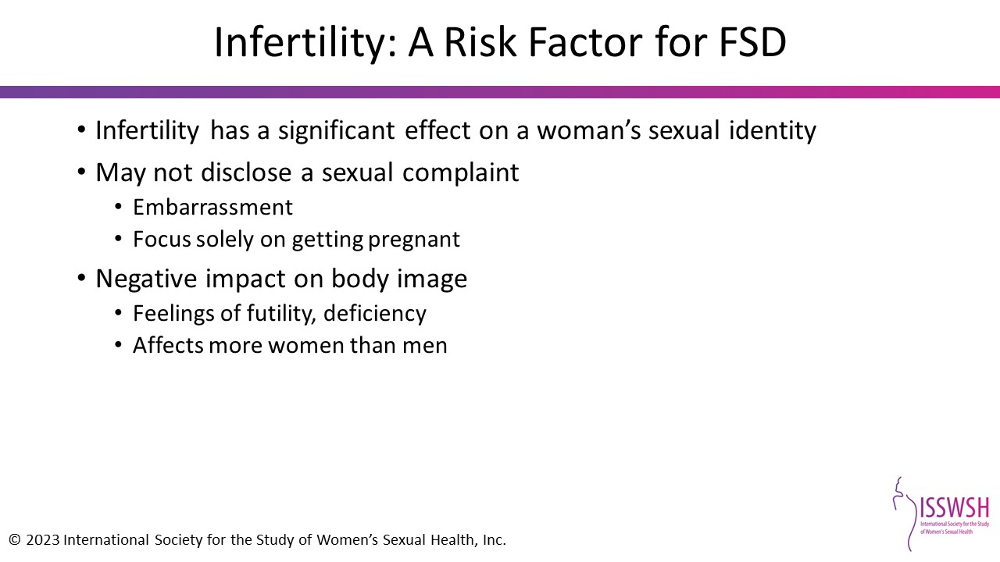 Infertility: A Risk Factor for FSD
• Infertility has a significant effect on a woman’s sexual identity
• May not disclose a sexual complaint
• Embarrassment
• Focus solely on getting pregnant
• Negative impact on body image
• Feelings of futility, deficiency
• Affects more women than men
ISSWSH
International Society for the Study
of Women's Sexual Health
© 2023 International Society for the Study of Women’s Sexual Health, Inc.